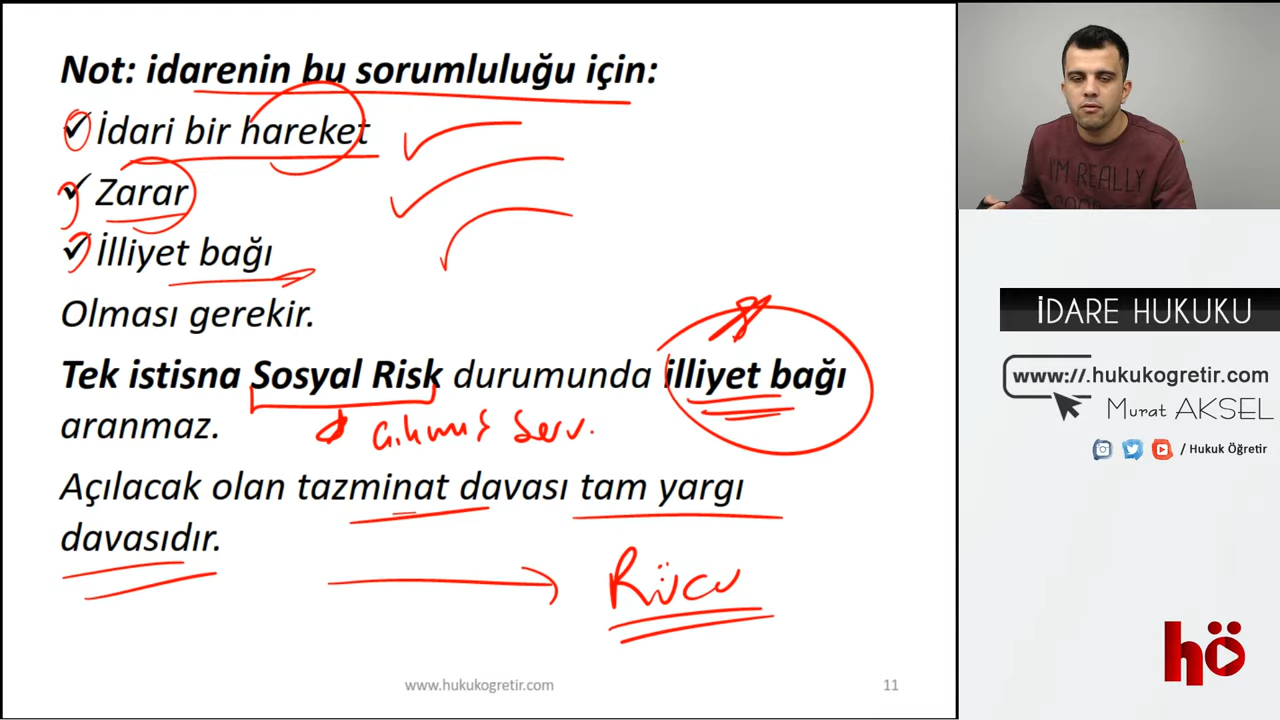 Not: idarenin bu sorumluluğu için:
✓ İdari bir hareket
✓ Zarar
✓ İlliyet bağı
Olması gerekir.
Tek istisna Sosyal Risk durumunda illiyet bağı
aranmaz.
Açılacak olan tazminat davası tam yargı
davasıdır.
Rücu
www.hukukogretir.com
11
I'M REALLY
İDARE HUKUKU
www://.hukukogretir.com
Murat AKSEL
/ Hukuk Öğretir
hö